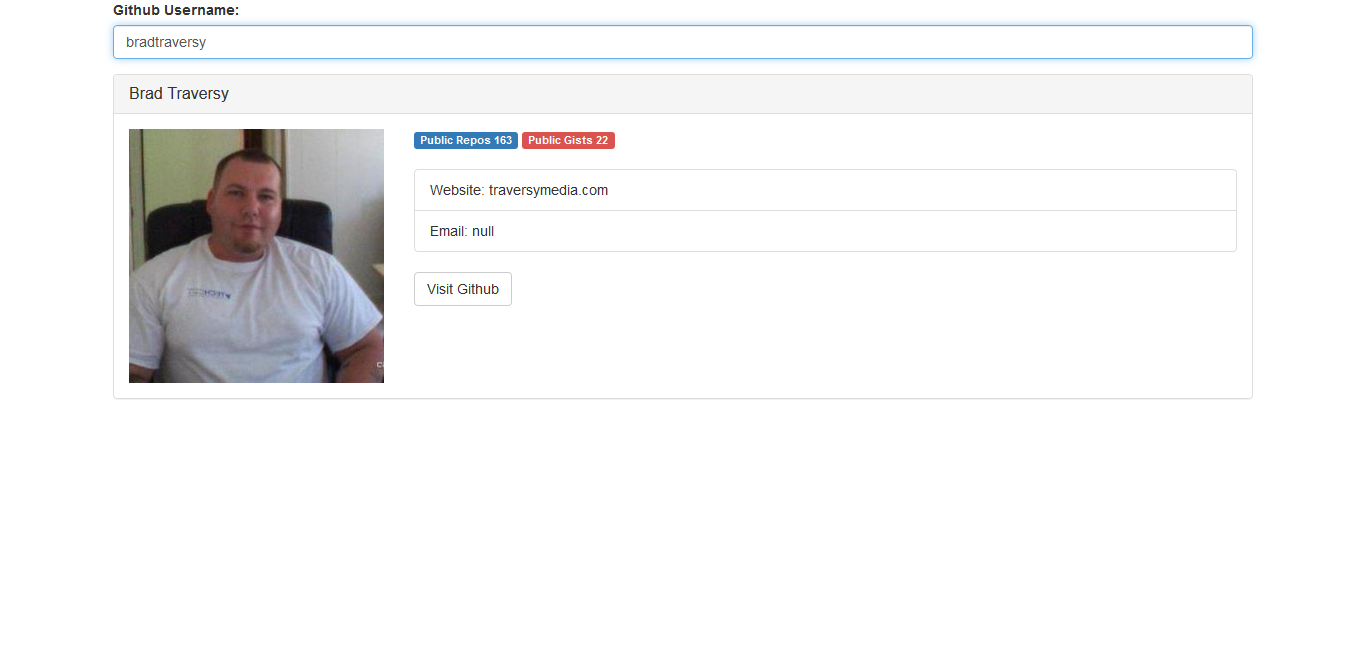 Github Username:
bradtraversy
Brad Traversy
Public Repos 163 Public Gists 22
Website: traversymedia.com
Email: null
Visit Github